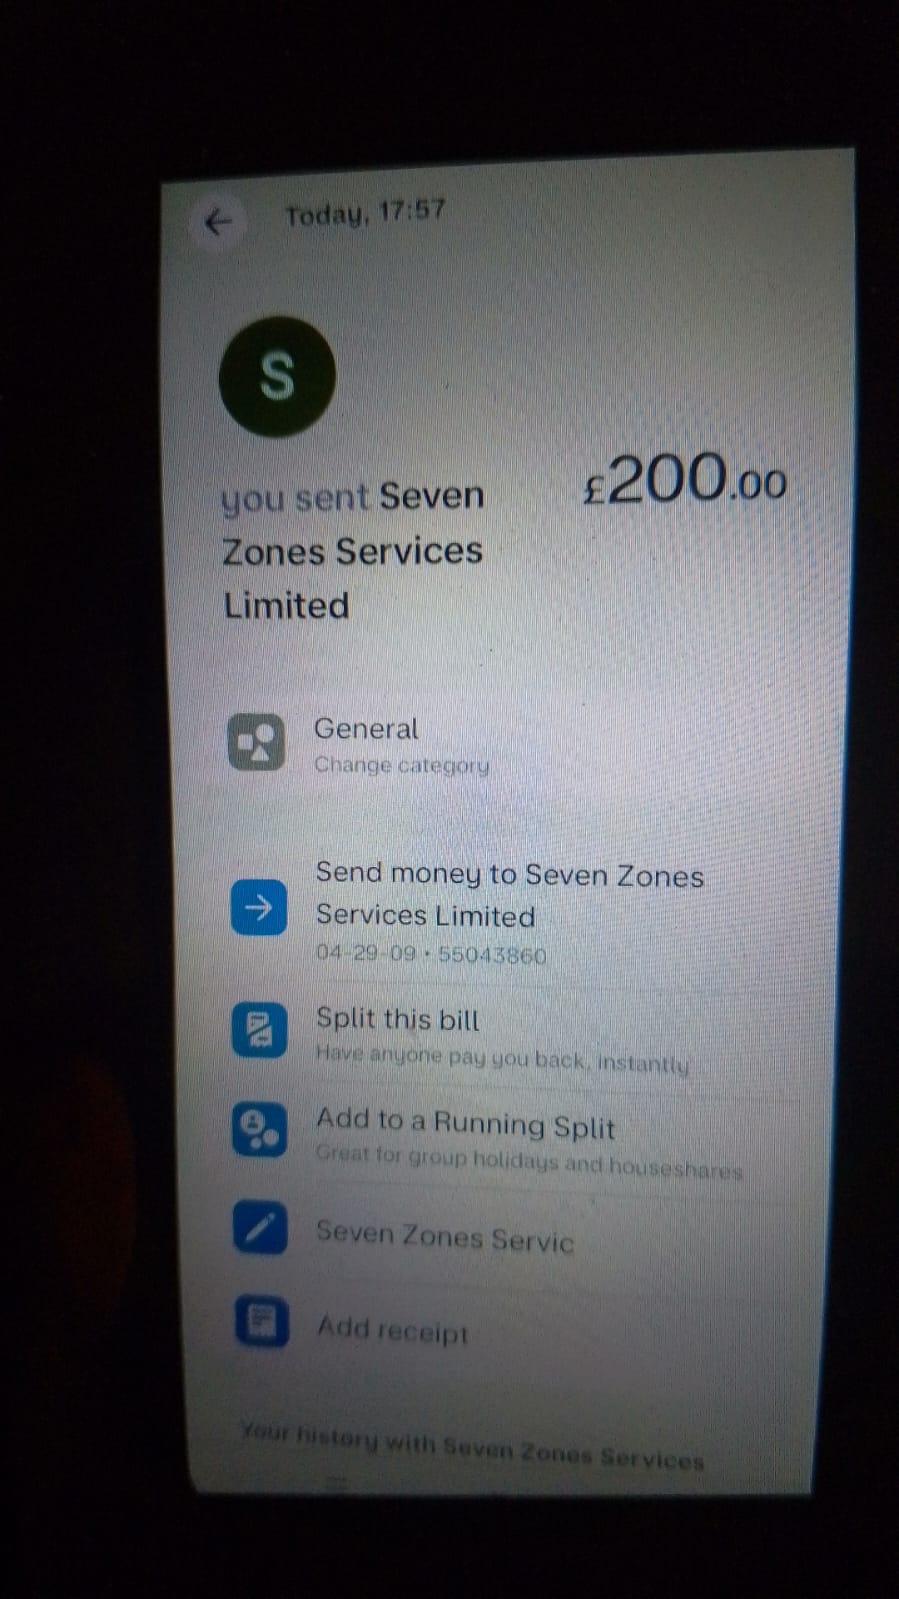 Today, 17:57
S
you sent Seven
Zones Services
Limited
£200.00
General
Change category
Send money to Seven Zones
Services Limited
04-29-09 • 55043860
Split this bill
Have anyone pay you back, instantly
Add to a Running Split
Great for group holidays and houseshares
Seven Zones Servic
Add receipt
Your history with Seven Zones Services